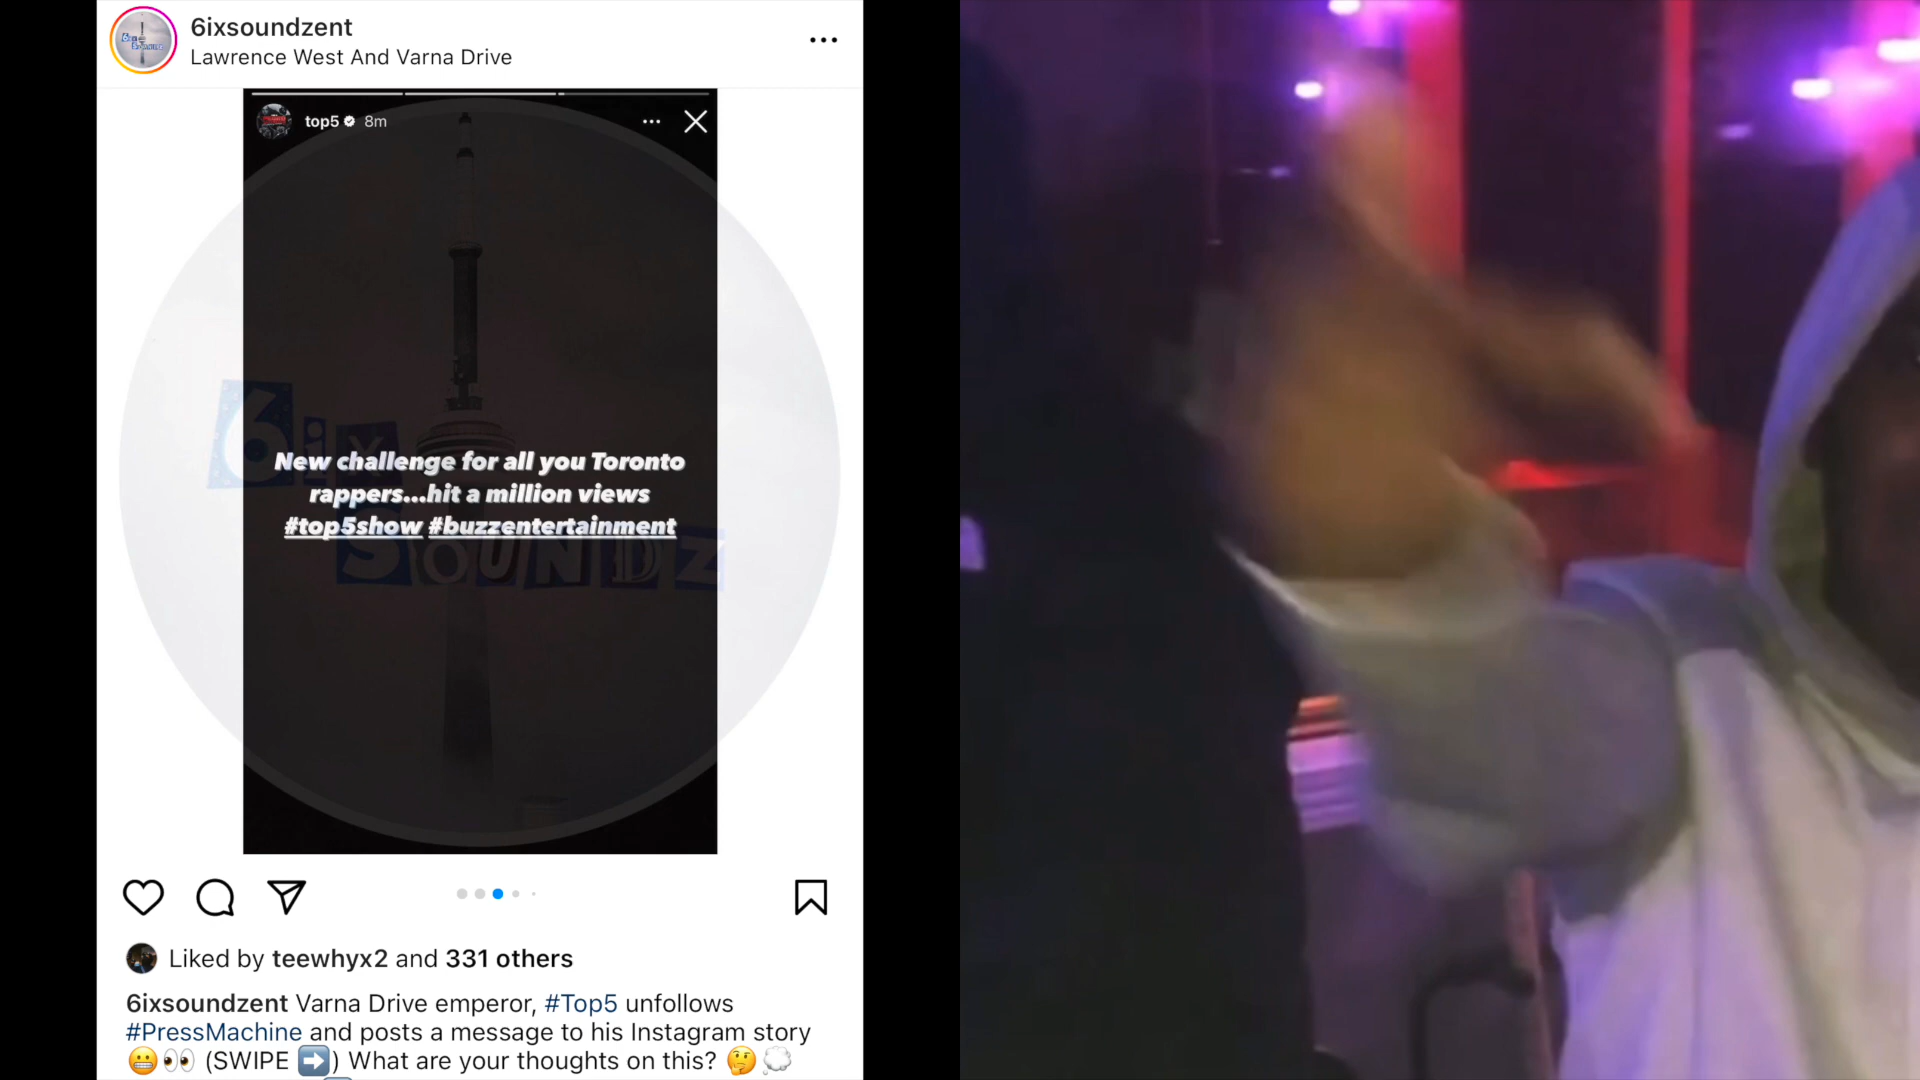 6ixsoundzent
Lawrence West And Varna Drive
top5 8m
New challenge for all you Toronto
rappers...hit a million views
#top5show #buzzentertainment
6ix
SOUNDZ
Liked by teewhyx2 and 331 others
6ixsoundzent Varna Drive emperor, #Top5 unfollows
#PressMachine and posts a message to his Instagram story
😬👀 (SWIPE ➡️) What are your thoughts on this? 🤔💭